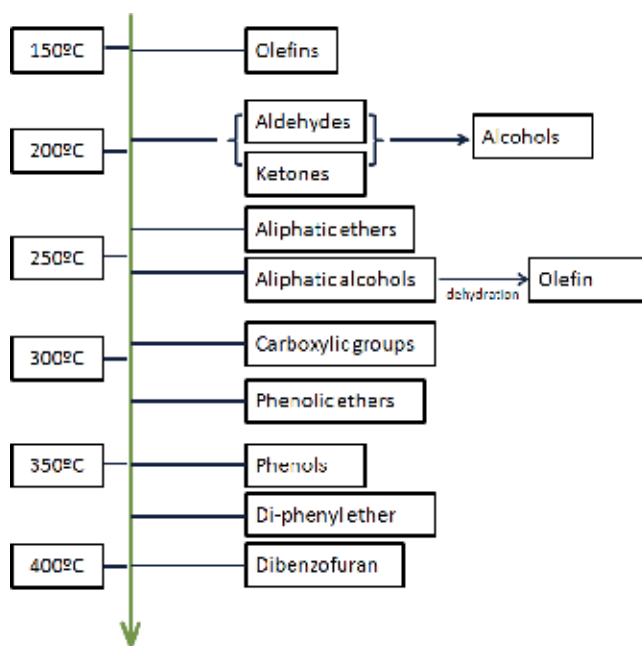 150ºC
Olefins
200ºC
Aldehydes
Ketones
Alcohols
Aliphatic ethers
250ºC
Aliphatic alcohols
dehydration
Olefin
Carboxylic groups
300ºC
Phenolic ethers
350ºC
Phenols
Di-phenyl ether
400ºC
Dibenzofuran